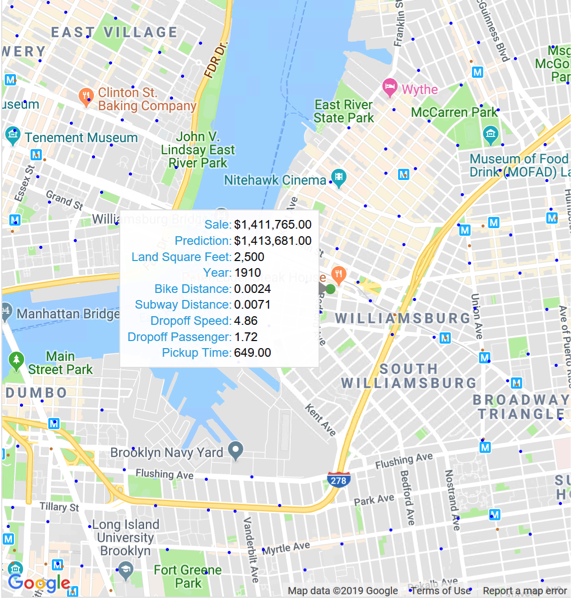 EAST VILLAGE
Franklin St
McGuinness Blvd
WERY
FDR Dr.
McGo
Par
Clinton St.
Baking Company
Wythe
useum
East River
State Park
McCarren Park
Tenement Museum
John V.
Lindsay East
River Park
Museum of Food
Drink (MOFAD) La
Essex St
Nitehawk Cinema
Grand St
Sale: $1,411,765.00
Prediction: $1,413,681.00
Land Square Feet: 2,500
Year: 1910
Bike Distance: 0.0024
Subway Distance: 0.0071
Dropoff Speed: 4.86
Dropoff Passenger: 1.72
Pickup Time: 649.00
Union Ave
Manhattan Bridge
WILLIAMSBURG
Main
Street Park
SOUTH
WILLIAMSBURG
DUMBO
BROADWAY
TRIANGLE
Kent Ave
Brooklyn Navy Yard
Flushing Ave
Flushing Ave
278
Bedford Ave
Nostrand Ave
Park Ave
Tillary St
Long Island
University
Brooklyn
Vanderbilt Ave
Myrtle Ave
Fort Greene
Park
Google
Map data ©2019 Google
Terms of Use
Report a map error